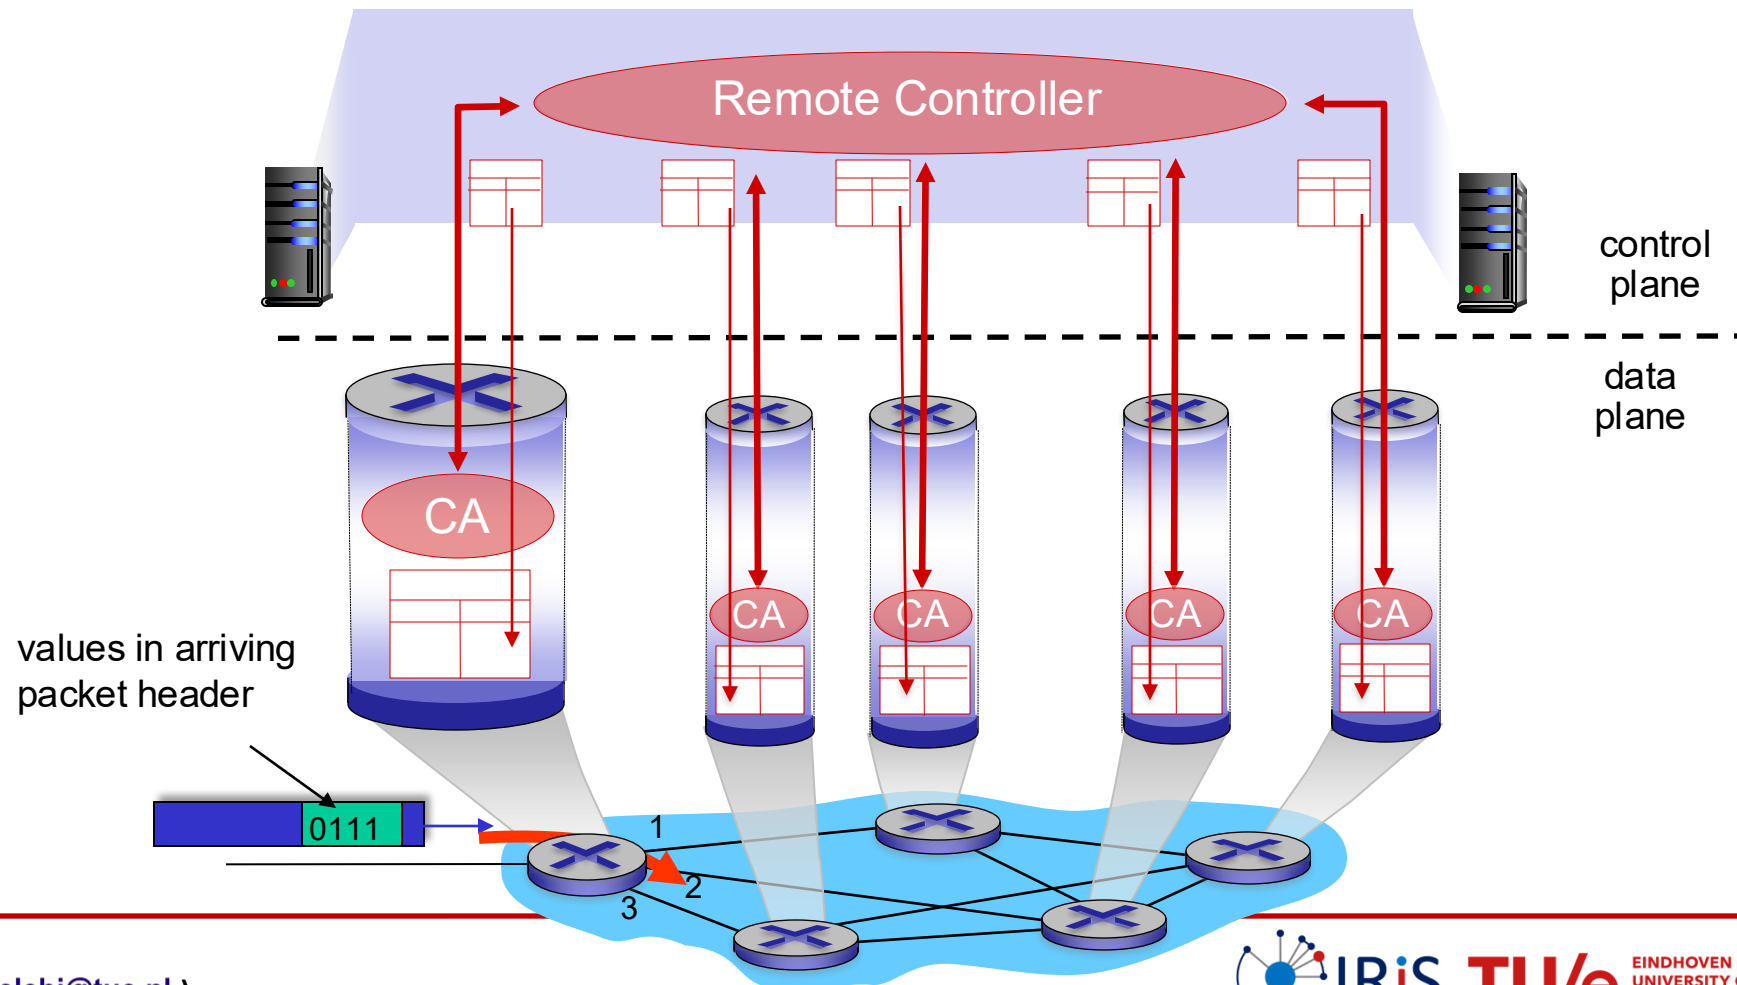 Remote Controller
control
plane
data
plane
CA
CA
CA
CA
CA
values in arriving
packet header
0111
1
2
3
IRiS
TU/e
EINDHOVEN
UNIVERSITY
)